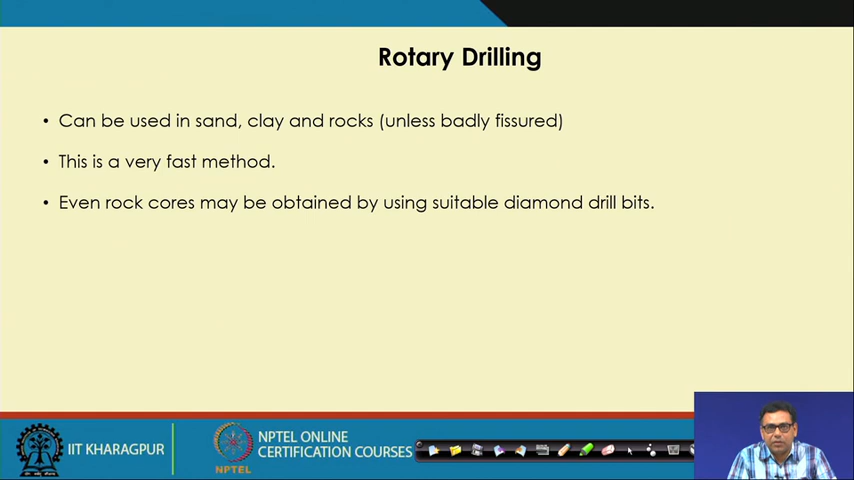 Rotary Drilling
• Can be used in sand, clay and rocks (unless badly fissured)
• This is a very fast method.
• Even rock cores may be obtained by using suitable diamond drill bits.
IIT KHARAGPUR
NPTEL
NPTEL ONLINE
CERTIFICATION COURSES